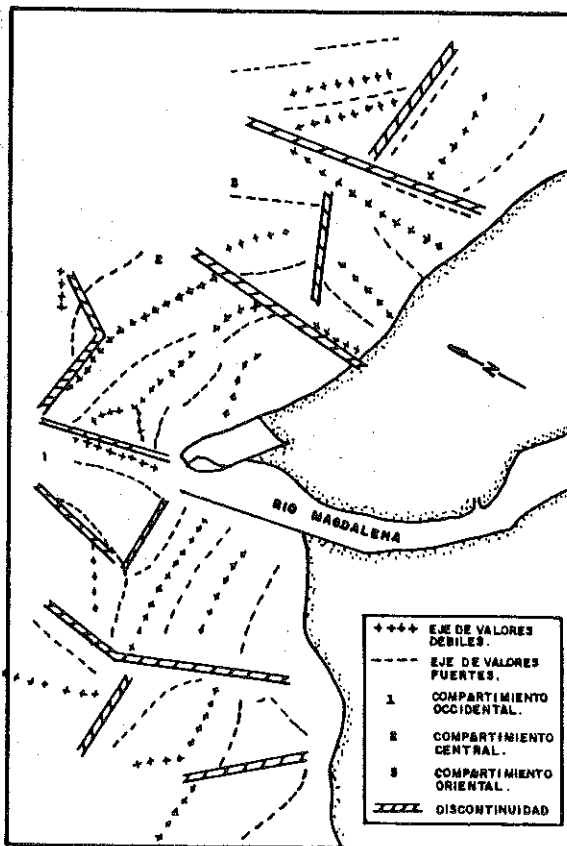 3
2
N
1
RIO MAGDALENA
++++ EJE DE VALORES
DEBILES.
---- EJE DE VALORES
FUERTES.
1 COMPARTIMIENTO
OCCIDENTAL.
2 COMPARTIMIENTO
CENTRAL.
3 COMPARTIMIENTO
ORIENTAL.
DISCONTINUIDAD